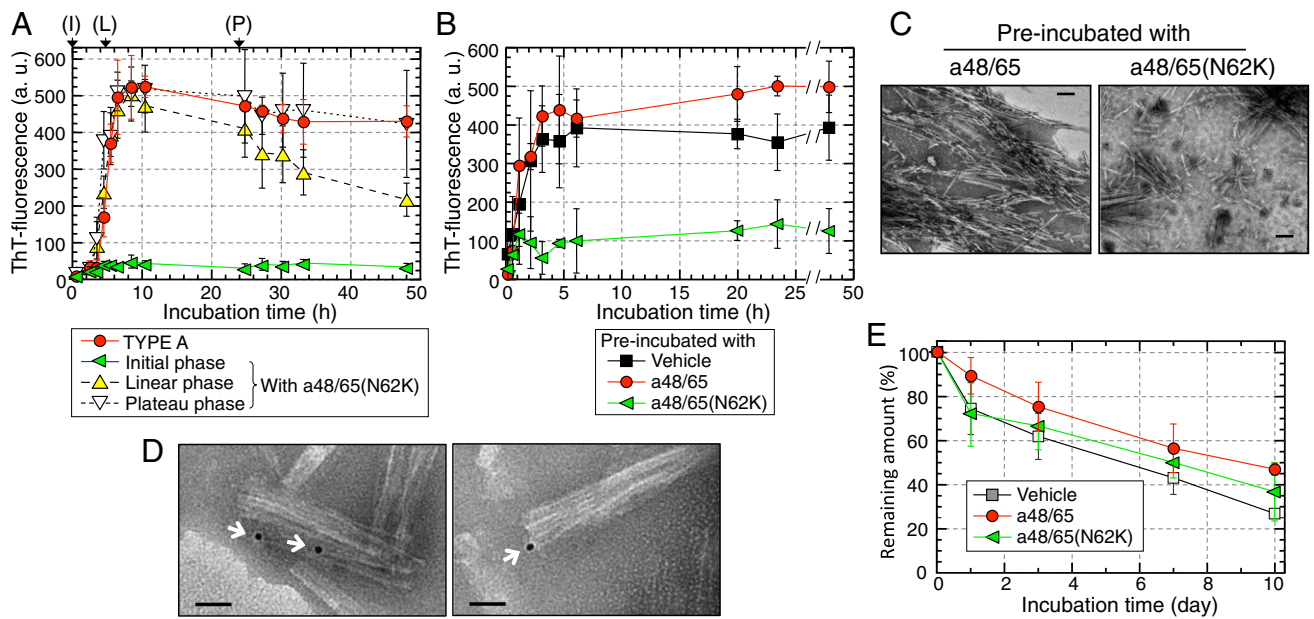 A
(I) (L) (P)
ThT-fluorescence (a. u.)
600
500
400
300
200
100
0
0 10 20 30 40 50
Incubation time (h)
TYPE A
Initial phase
Linear phase
Plateau phase
With a48/65(N62K)
B
ThT-fluorescence (a. u.)
600
500
400
300
200
100
0
0 5 10 15 20 25 50
Incubation time (h)
Pre-incubated with
Vehicle
a48/65
a48/65(N62K)
C
Pre-incubated with
a48/65 a48/65(N62K)
D
E
Remaining amount (%)
100
80
60
40
20
0
0 2 4 6 8 10
Incubation time (day)
Vehicle
a48/65
a48/65(N62K)